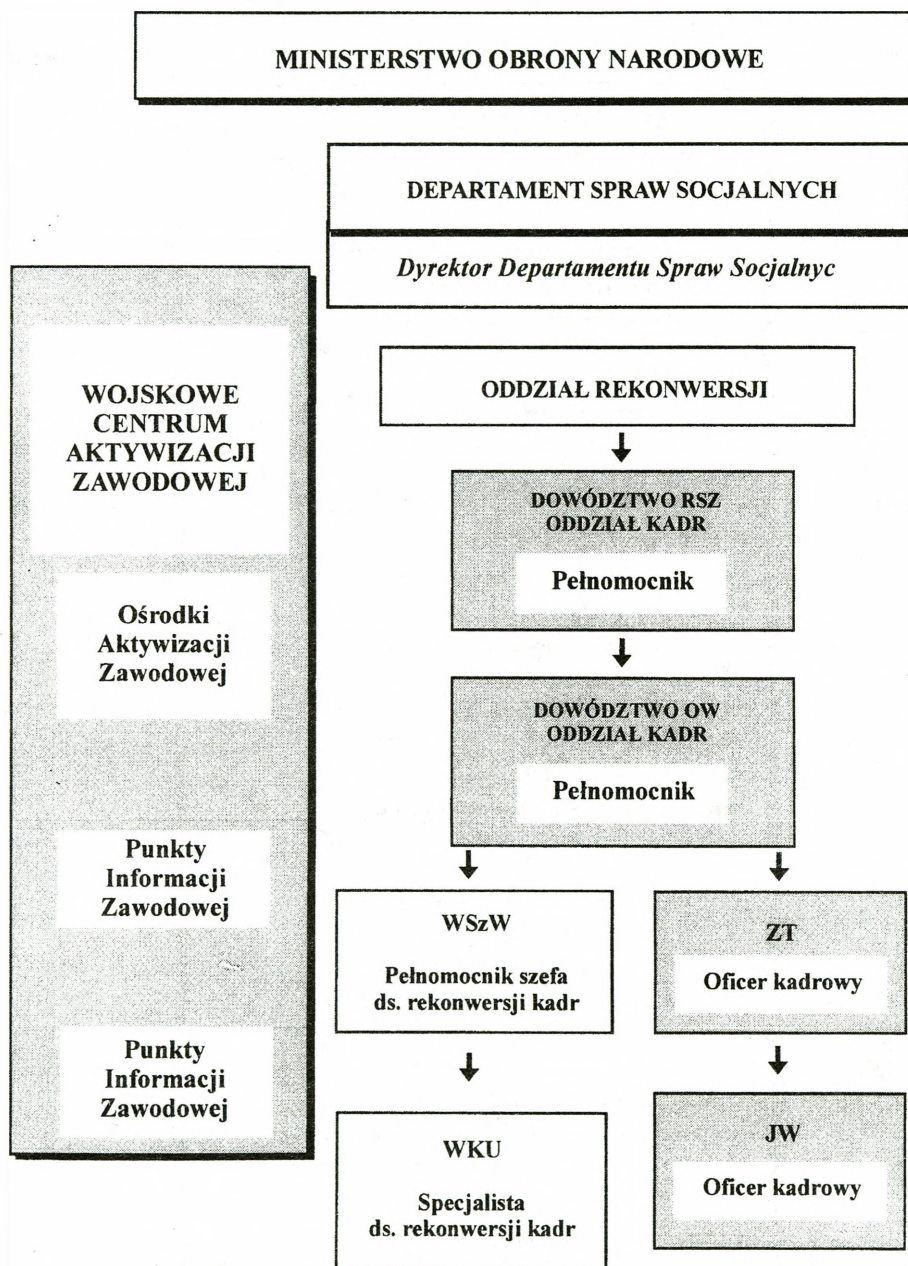 MINISTERSTWO OBRONY NARODOWE
DEPARTAMENT SPRAW SOCJALNYCH
Dyrektor Departamentu Spraw Socjalnyc
WOJSKOWE
CENTRUM
AKTYWIZACJI
ZAWODOWEJ
Ośrodki
Aktywizacji
Zawodowej
Punkty
Informacji
Zawodowej
Punkty
Informacji
Zawodowej
ODDZIAŁ REKONWERSJI
DOWÓDZTWO RSZ
ODDZIAŁ KADR
Pełnomocnik
DOWÓDZTWO OW
ODDZIAŁ KADR
Pełnomocnik
WSzW
Pełnomocnik szefa
ds. rekonwersji kadr
ZT
Oficer kadrowy
WKU
Specjalista
ds. rekonwersji kadr
JW
Oficer kadrowy